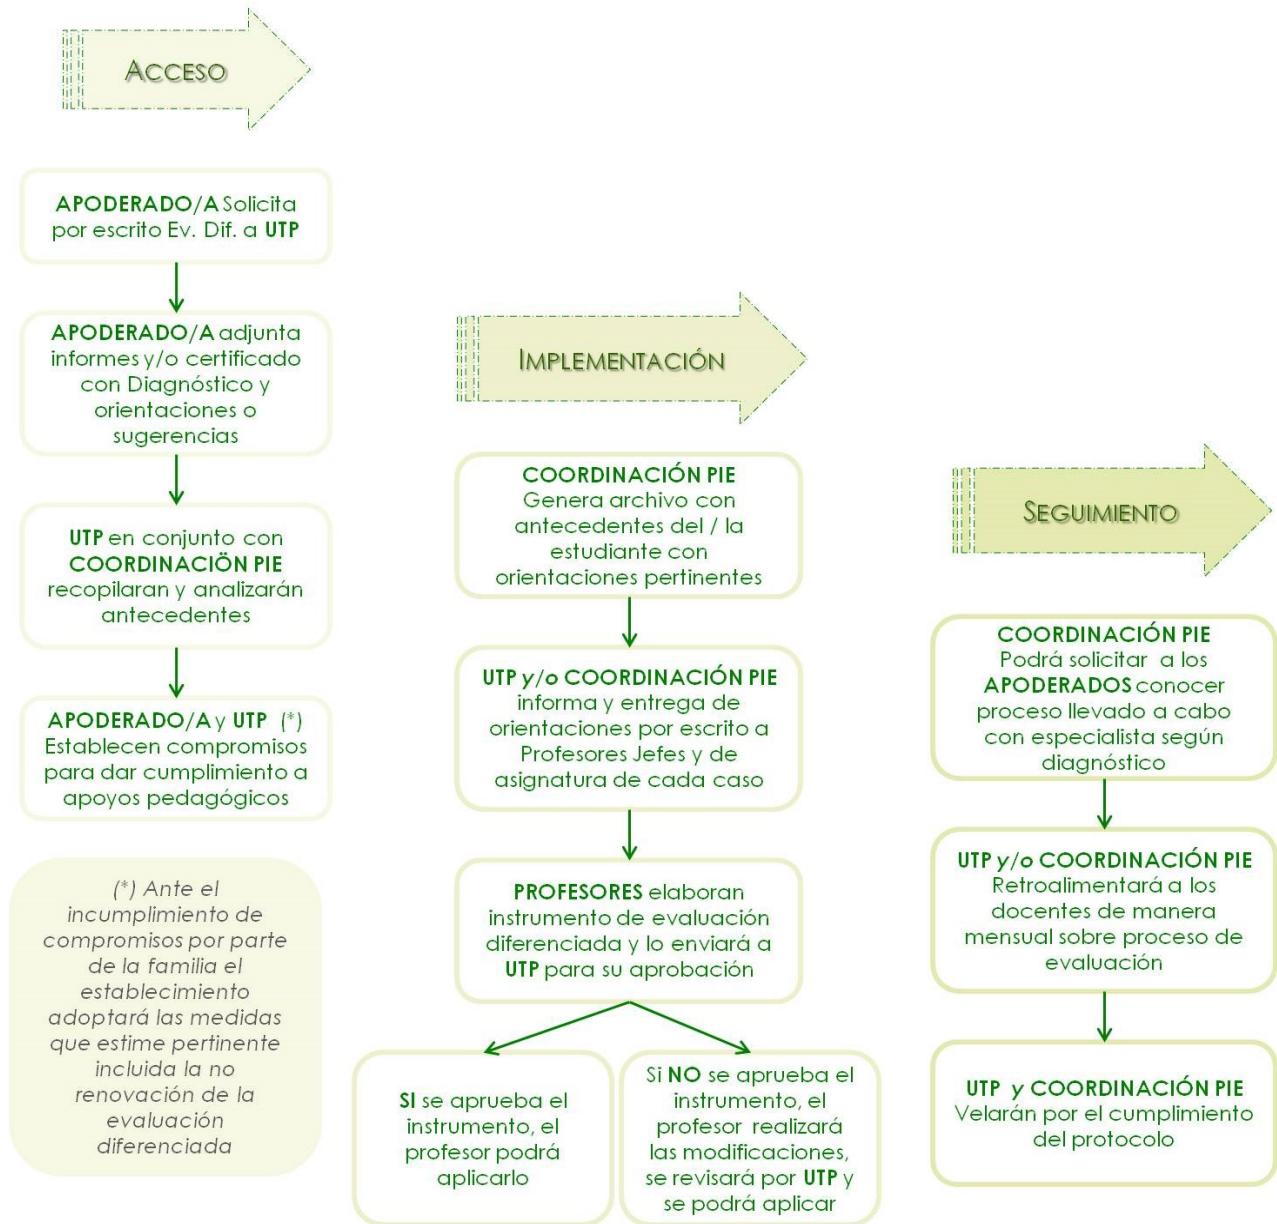 ACCESO
APODERADO/A Solicita
por escrito Ev. Dif. a UTP
APODERADO/A adjunta
informes y/o certificado
con Diagnóstico y
orientaciones o
sugerencias
UTP en conjunto con
COORDINACIÖN PIE
recopilaran y analizarán
antecedentes
APODERADO/A y UTP (*)
Establecen compromisos
para dar cumplimiento a
apoyos pedagógicos
(*) Ante el
incumplimiento de
compromisos por parte
de la familia el
establecimiento
adoptará las medidas
que estime pertinente
incluida la no
renovación de la
evaluación
diferenciada
IMPLEMENTACIÓN
COORDINACIÓN PIE
Genera archivo con
antecedentes del / la
estudiante con
orientaciones pertinentes
UTP y/o COORDINACIÓN PIE
informa y entrega de
orientaciones por escrito a
Profesores Jefes y de
asignatura de cada caso
PROFESORES elaboran
instrumento de evaluación
diferenciada y lo enviará a
UTP para su aprobación
SI se aprueba el
instrumento, el
profesor podrá
aplicarlo
Si NO se aprueba el
instrumento, el
profesor realizará
las modificaciones,
se revisará por UTP y
se podrá aplicar
SEGUIMIENTO
COORDINACIÓN PIE
Podrá solicitar a los
APODERADOS conocer
proceso llevado a cabo
con especialista según
diagnóstico
UTP y/o COORDINACIÓN PIE
Retroalimentará a los
docentes de manera
mensual sobre proceso de
evaluación
UTP y COORDINACIÓN PIE
Velarán por el cumplimiento
del protocolo